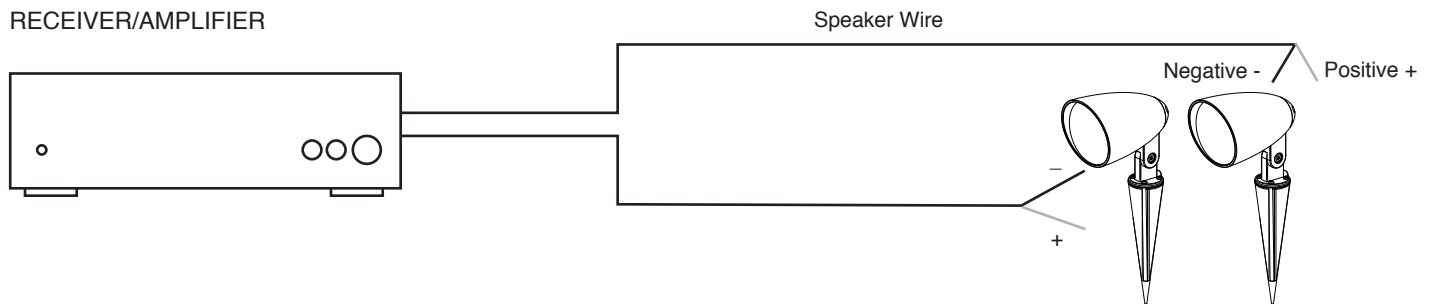 RECEIVER/AMPLIFIER
Speaker Wire
Negative -
Positive +
–
+